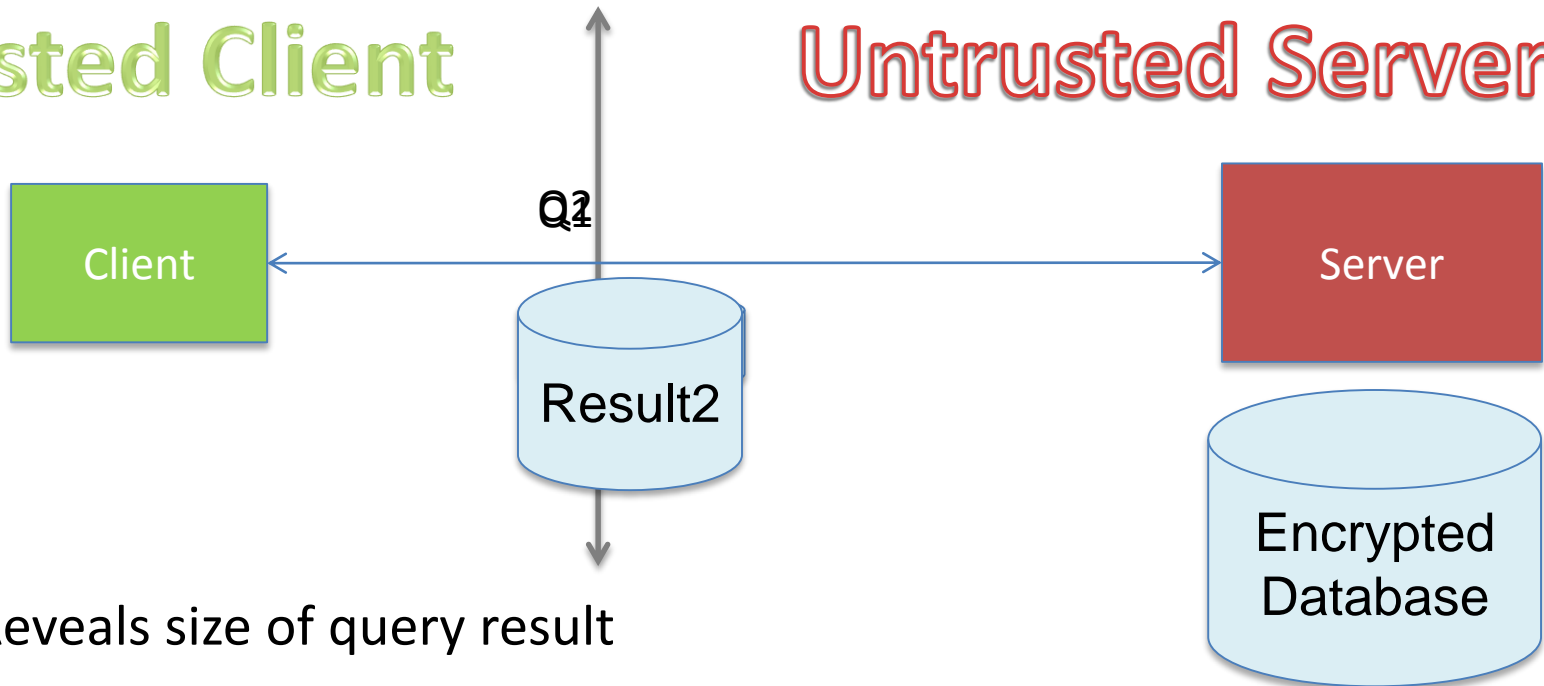 sted Client
Untrusted Server
Client
Server
Result2
Encrypted
Database
eveals size of query result